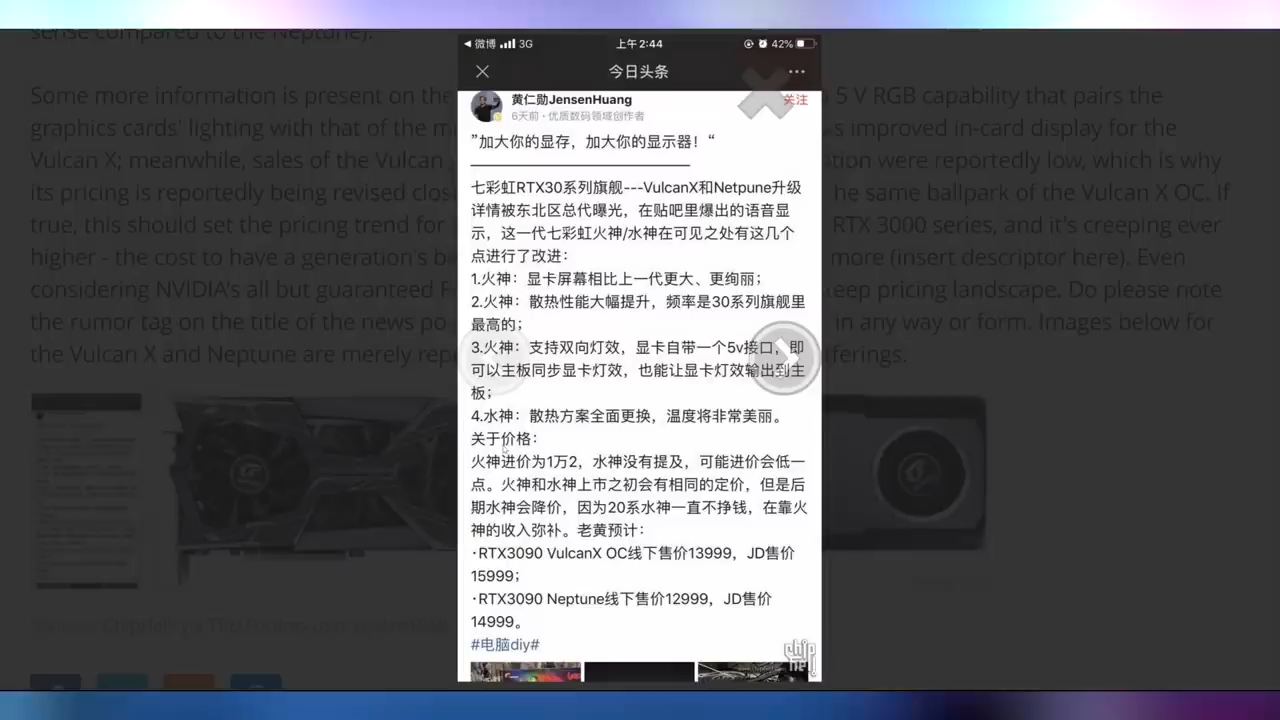 sense compared to the Neptune).
Some more information is present on the
5 V RGB capability that pairs the
graphics cards' lighting with that of the m
s improved in-card display for the
Vulcan X; meanwhile, sales of the Vulcan
tion were reportedly low, which is why
its pricing is reportedly being revised clos
he same ballpark of the Vulcan X OC. If
true, this should set the pricing trend for
RTX 3000 series, and it's creeping ever
higher - the cost to have a generation's b
more (insert descriptor here). Even
considering NVIDIA's all but guaranteed F
eep pricing landscape. Do please note
the rumor tag on the title of the news po
in any way or form. Images below for
the Vulcan X and Neptune are merely rep
fferings.
微博
3G
上午2:44
42%
今日头条
黄仁勋JensenHuang
关注
6天前·优质数码领域创作者
”加大你的显存，加大你的显示器！“
七彩虹RTX30系列旗舰---VulcanX和Netpune升级
详情被东北区总代曝光，在贴吧里爆出的语音显
示，这一代七彩虹火神/水神在可见之处有这几个
点进行了改进：
1.火神：显卡屏幕相比上一代更大、更绚丽；
2.火神：散热性能大幅提升，频率是30系列旗舰里
最高的；
3.火神：支持双向灯效，显卡自带一个5v接口，即
可以主板同步显卡灯效，也能让显卡灯效输出到主
板；
4.水神：散热方案全面更换，温度将非常美丽。
关于价格：
火神进价为1万2，水神没有提及，可能进价会低一
点。火神和水神上市之初会有相同的定价，但是后
期水神会降价，因为20系水神一直不挣钱，在靠火
神的收入弥补。老黄预计：
·RTX3090 VulcanX OC线下售价13999，JD售价
15999；
·RTX3090 Neptune线下售价12999，JD售价
14999。
#电脑diy#